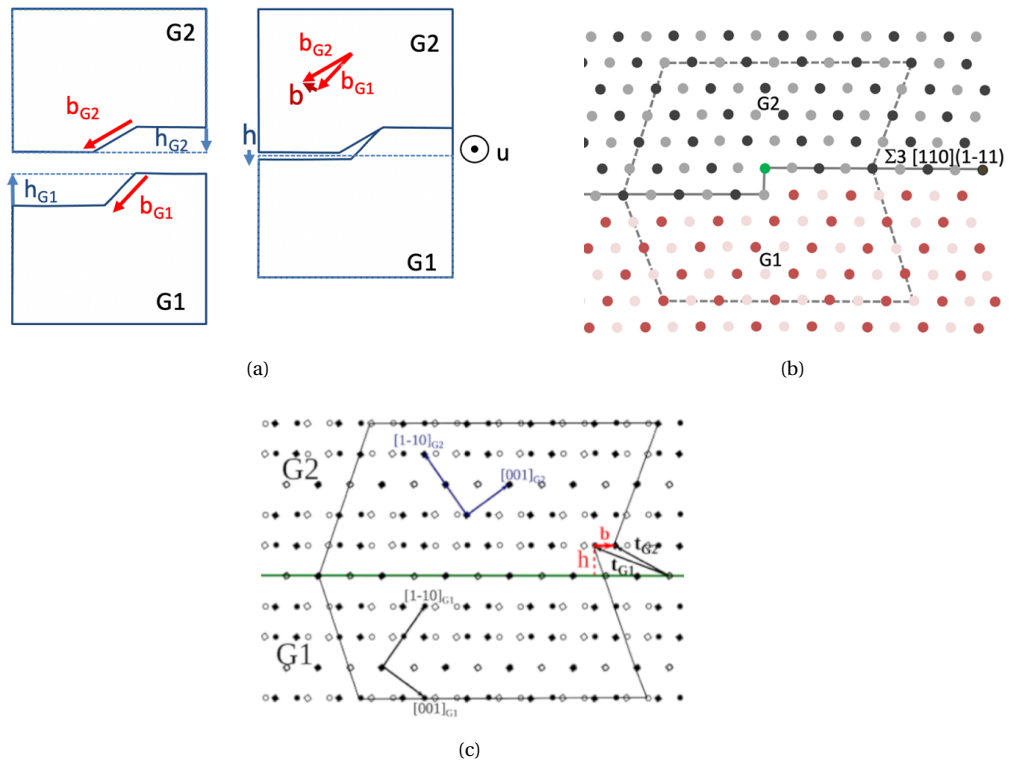 G2
b_G2
h_G2
h_G1
b_G1
G1
G2
b_G2
b_G1
b
h
u
G1
(a)
G2
Σ3 [110](1-11)
G1
(b)
[1-10]_G2
G2
[001]_G2
b
t_G2
h
t_G1
[1-10]_G1
G1
[001]_G1
(c)